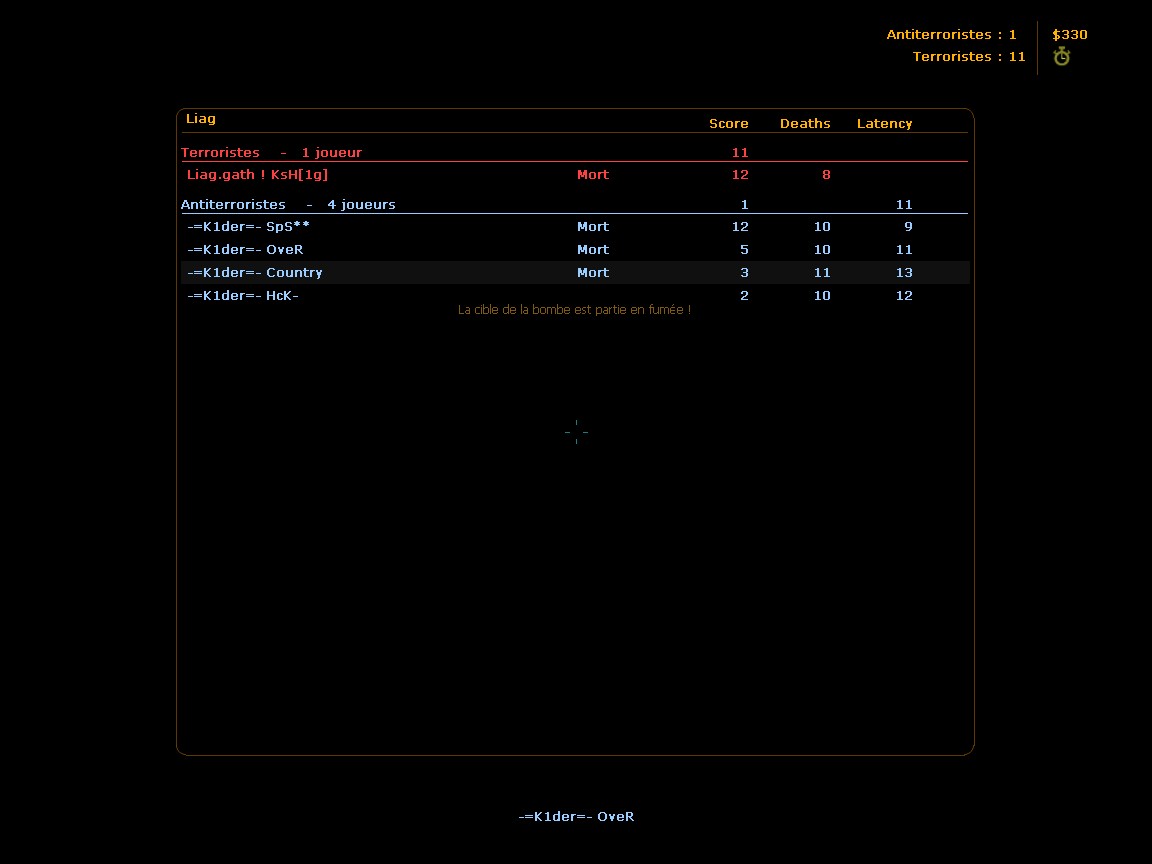 Antiterroristes : 1 $330
Terroristes : 11
Liag
Score Deaths Latency
Terroristes - 1 joueur 11
Liag.gath ! KsH[1g] Mort 12 8
Antiterroristes - 4 joueurs 1 11
-=K1der=- SpS** Mort 12 10 9
-=K1der=- OveR Mort 5 10 11
-=K1der=- Country Mort 3 11 13
-=K1der=- HcK- 2 10 12
La cible de la bombe est partie en fumée !
-=K1der=- OveR